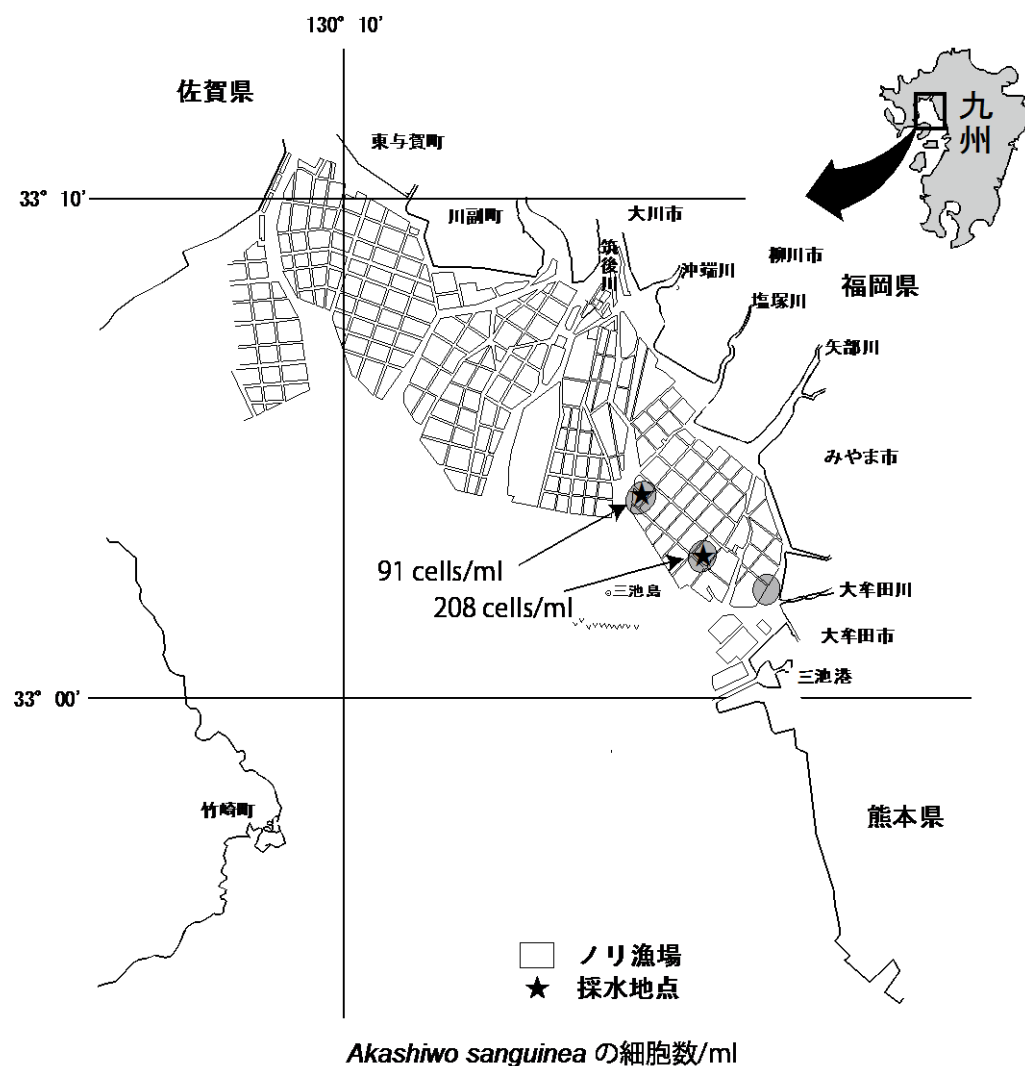 130° 10'
佐賀県
九州
東与賀町
33° 10'
川副町
大川市
筑後川
沖端川
柳川市
福岡県
塩塚川
矢部川
みやま市
91 cells/ml
208 cells/ml
三池島
大牟田川
大牟田市
三池港
33° 00'
竹崎町
熊本県
ノリ漁場
★ 採水地点
Akashiwo sanguinea の細胞数/ml